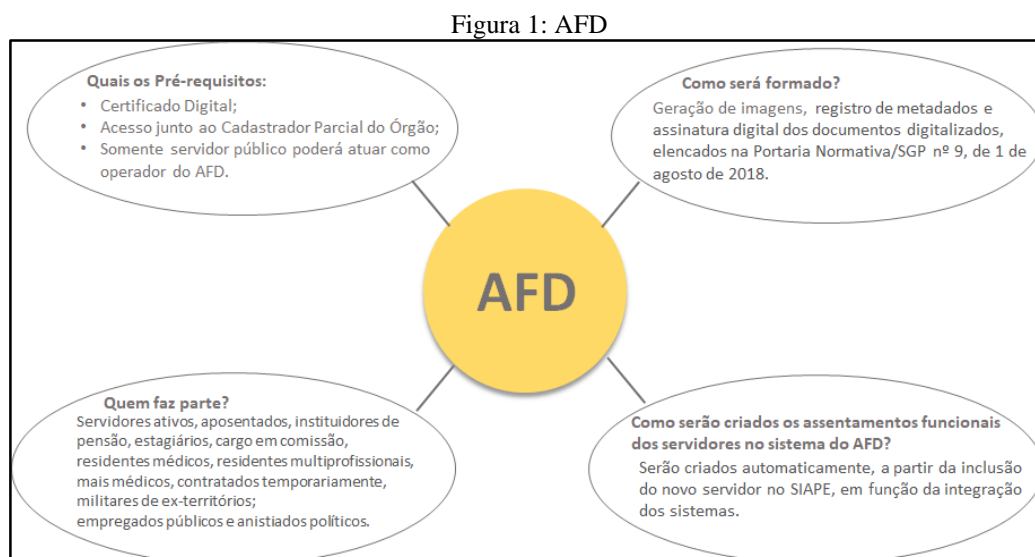 Figura 1: AFD
Quais os Pré-requisitos:
• Certificado Digital;
• Acesso junto ao Cadastrador Parcial do Órgão;
• Somente servidor público poderá atuar como
operador do AFD.
Como será formado?
Geração de imagens, registro de metadados e
assinatura digital dos documentos digitalizados,
elencados na Portaria Normativa/SGP nº 9, de 1 de
agosto de 2018.
AFD
Quem faz parte?
Servidores ativos, aposentados, instituidores de
pensão, estagiários, cargo em comissão,
residentes médicos, residentes multiprofissionais,
mais médicos, contratados temporariamente,
militares de ex-territórios;
empregados públicos e anistiados políticos.
Como serão criados os assentamentos funcionais
dos servidores no sistema do AFD?
Serão criados automaticamente, a partir da inclusão
do novo servidor no SIAPE, em função da integração
dos sistemas.